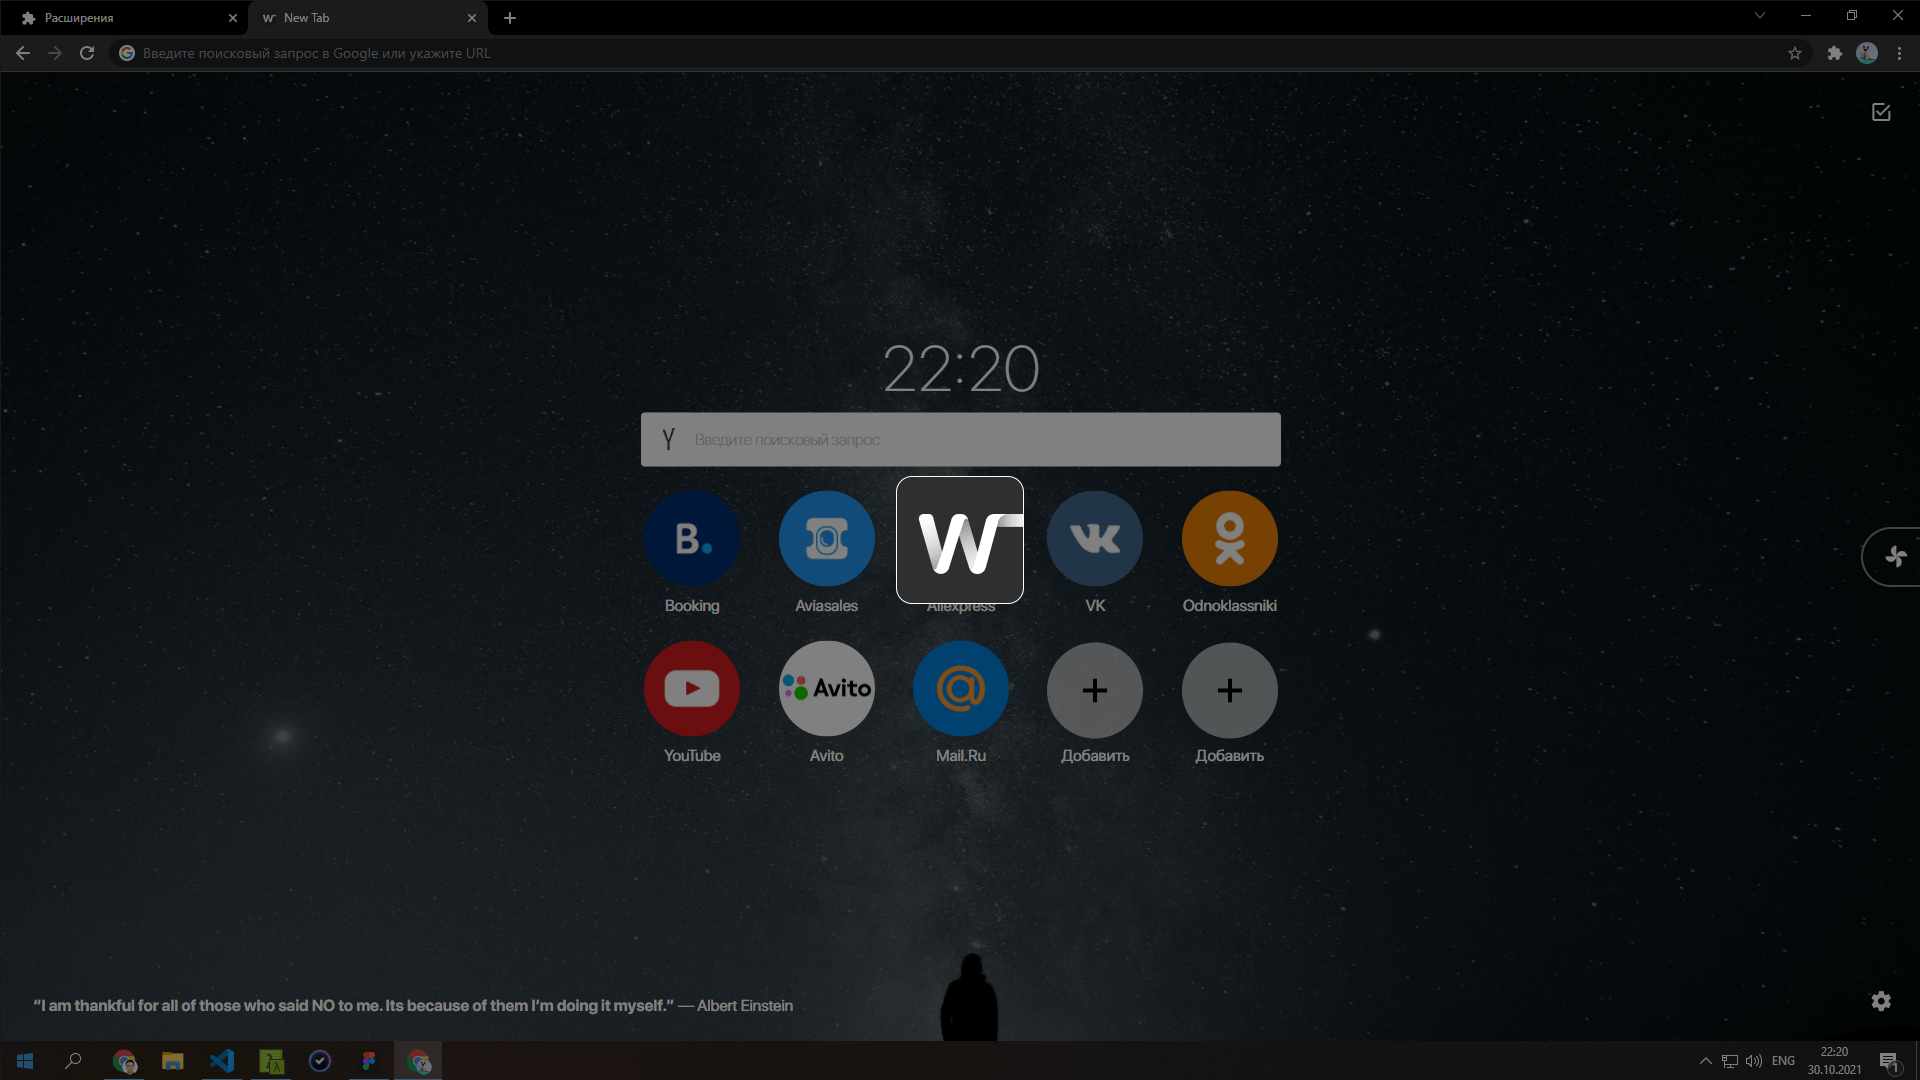 Расширения
New Tab
Введите поисковый запрос в Google или укажите URL
22:20
Введите поисковый запрос
B.
W
Booking
Aviasales
Aliexpress
VK
Odnoklassniki
Avito
YouTube
Avito
Mail.Ru
Добавить
Добавить
“I am thankful for all of those who said NO to me. Its because of them I’m doing it myself.” — Albert Einstein
ENG
22:20
30.10.2021
1